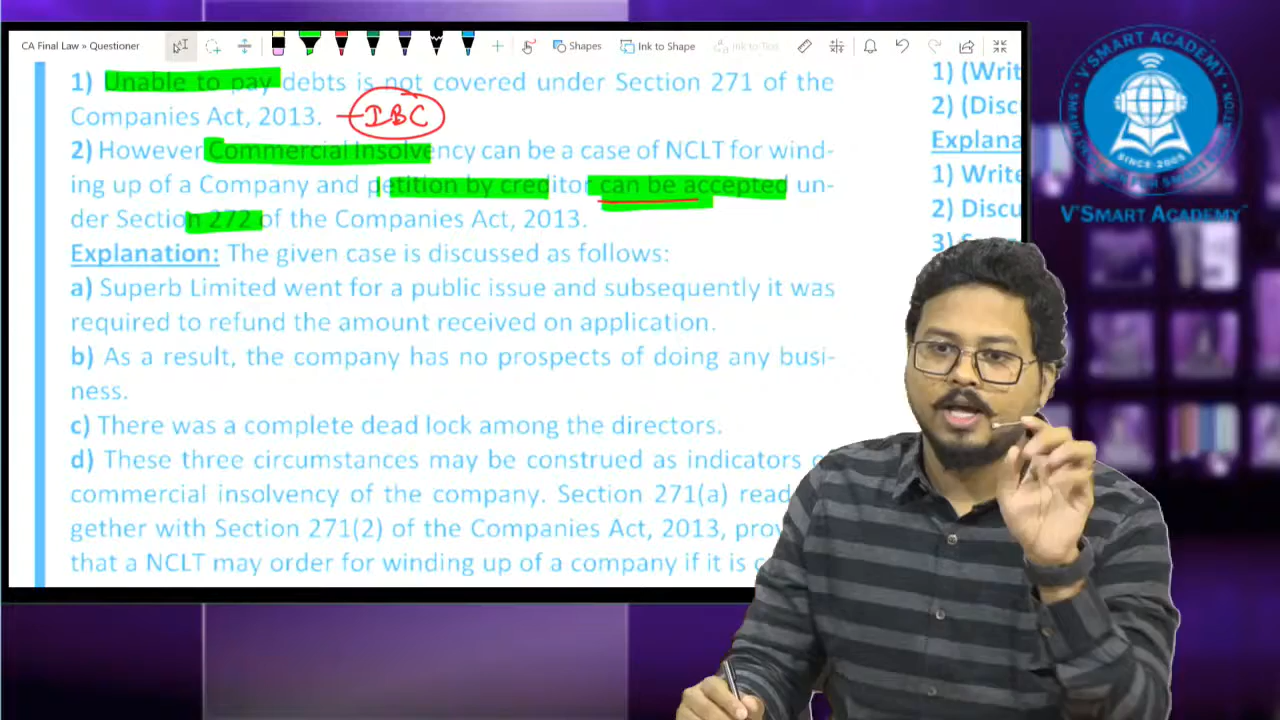 CA Final Law » Questioner
Shapes
Ink to Shape
Ink to Text
1) Unable to pay debts is not covered under Section 271 of the
Companies Act, 2013.
IBC
2) However Commercial Insolvency can be a case of NCLT for wind-
ing up of a Company and petition by creditor can be accepted un-
der Section 272 of the Companies Act, 2013.
Explanation: The given case is discussed as follows:
a) Superb Limited went for a public issue and subsequently it was
required to refund the amount received on application.
b) As a result, the company has no prospects of doing any busi-
ness.
c) There was a complete dead lock among the directors.
d) These three circumstances may be construed as indicators
commercial insolvency of the company. Section 271(a) read
gether with Section 271(2) of the Companies Act, 2013, prov
that a NCLT may order for winding up of a company if it is
1) (Writ
2) (Disc
Explana
1) Write
2) Discu
3)
V'SMART ACADEMY
SINCE 2005
V'SMART ACADEMY